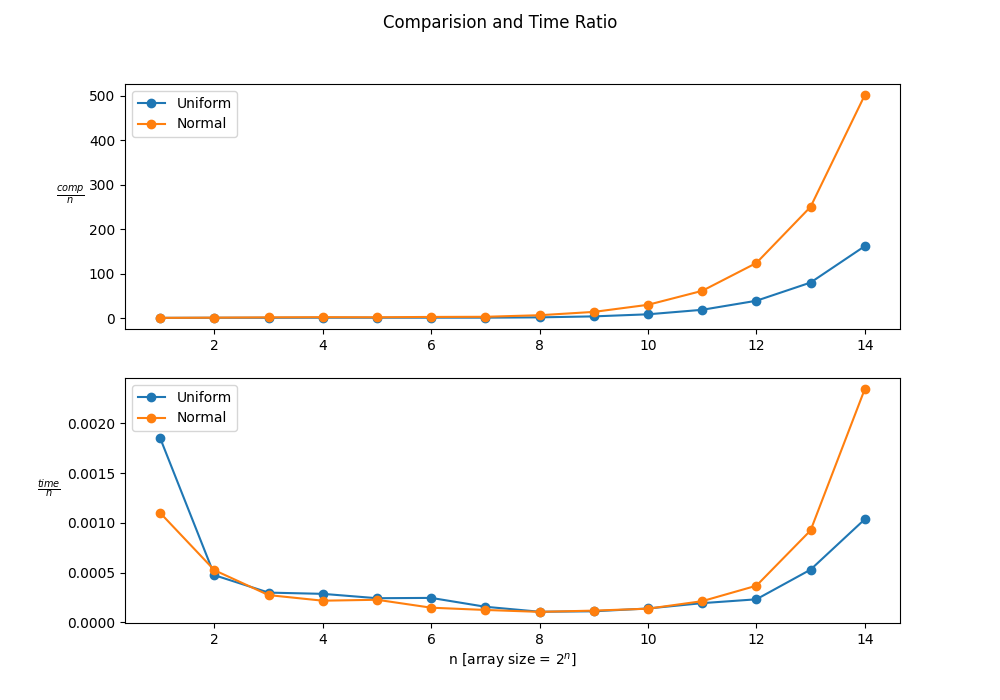 Comparision and Time Ratio
Uniform
Normal
500
400
300
200
100
0
comp
n
2 4 6 8 10 12 14
Uniform
Normal
0.0020
0.0015
0.0010
0.0005
0.0000
time
n
2 4 6 8 10 12 14
n [array size = 2ⁿ]